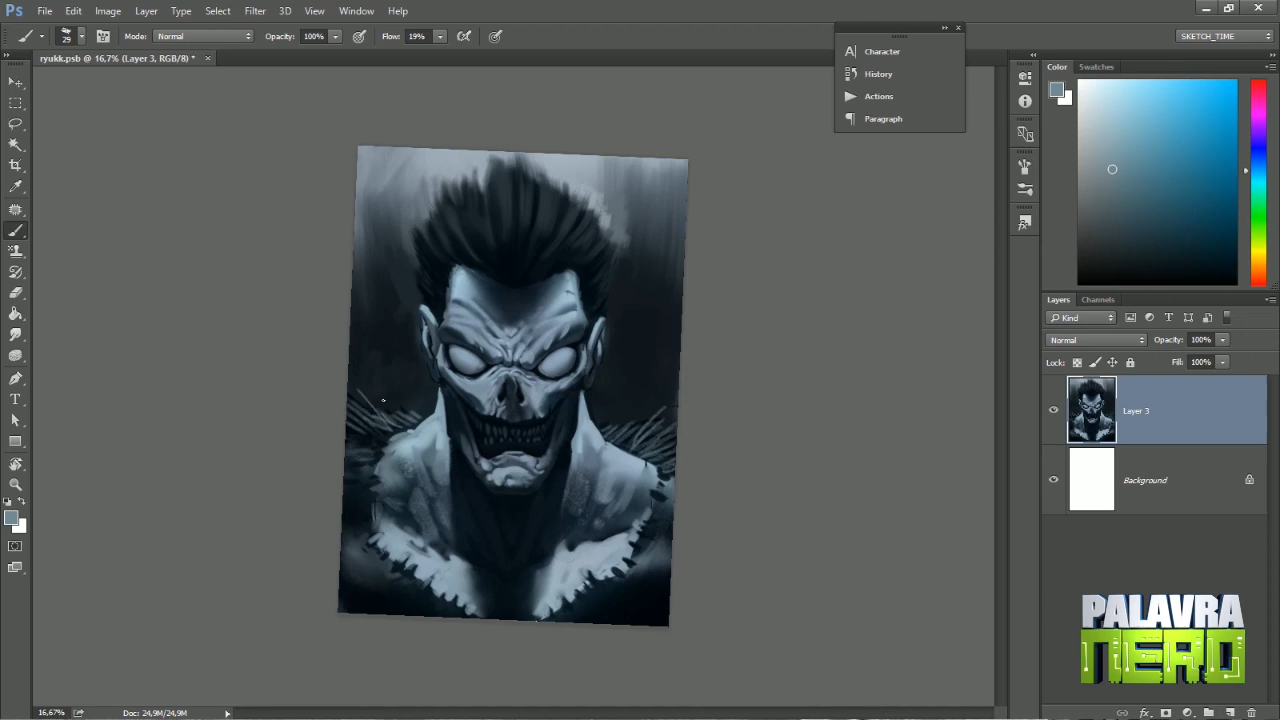 Ps File Edit Image Layer Type Select Filter 3D View Window Help
29 Mode: Normal Opacity: 100% Flow: 19% SKETCH_TIME
ryukk.psb @ 16,7% (Layer 3, RGB/8) *
Character
History
Actions
Paragraph
Color Swatches
Layers Channels
Kind
Normal Opacity: 100%
Lock: Fill: 100%
Layer 3
Background
PALAVRA
NERD
16,67% Doc: 24,9M/24,9M